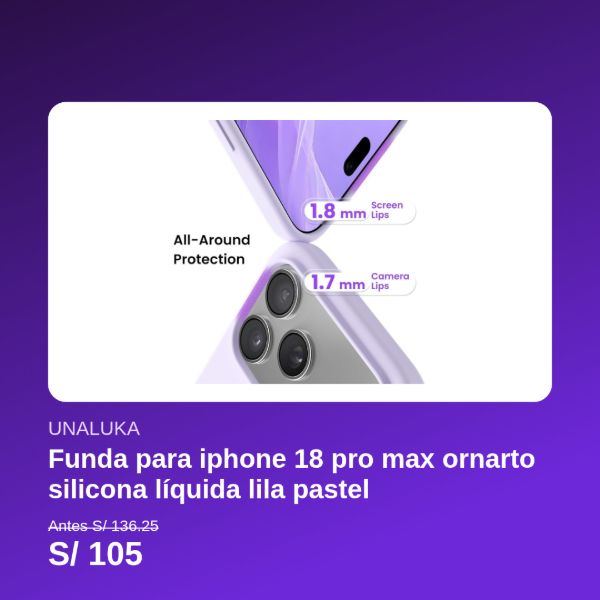 1.8 mm Screen Lips
All-Around
Protection
1.7 mm Camera Lips
UNALUKA
Funda para iphone 18 pro max ornarto
silicona líquida lila pastel
Antes S/ 136.25
S/ 105